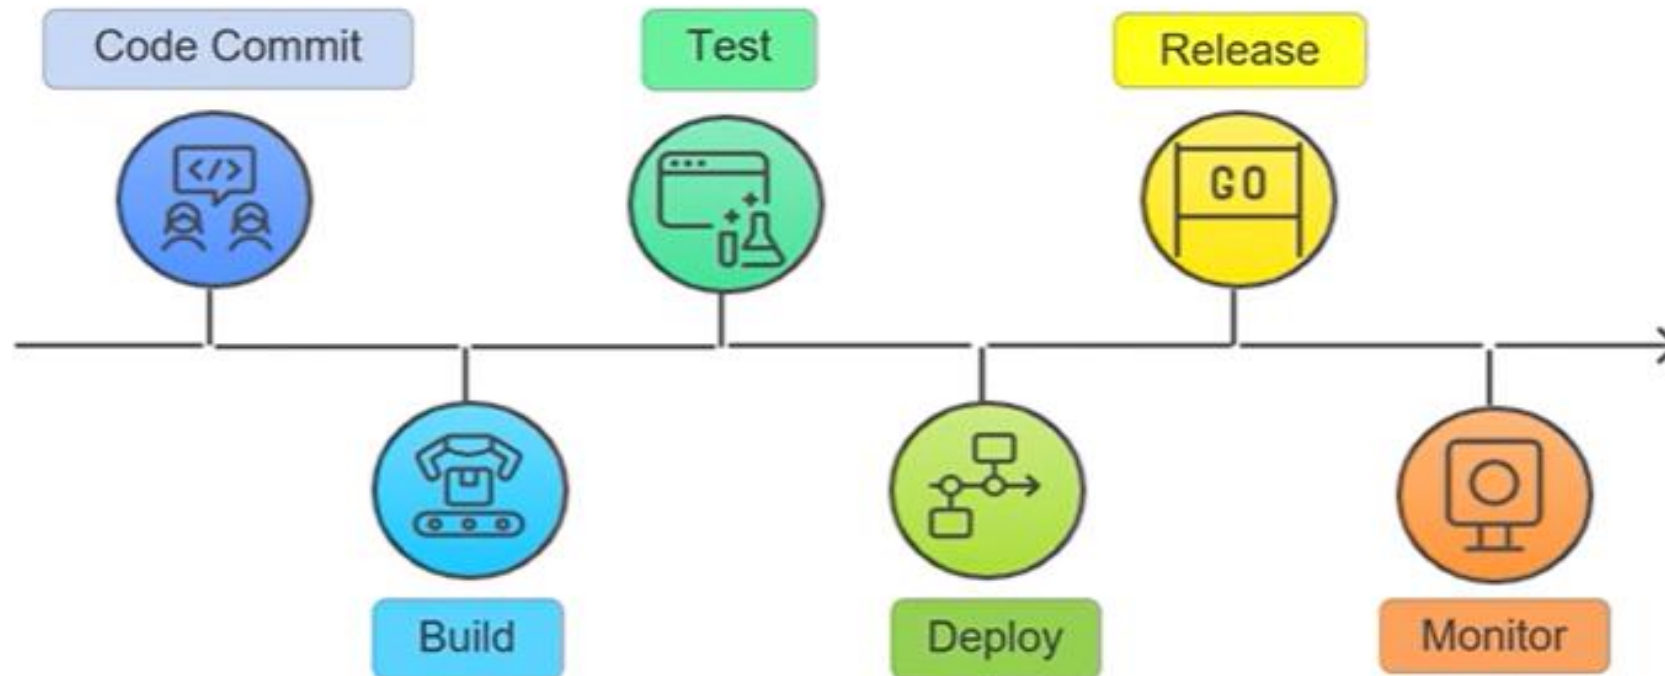 Code Commit
Test
Release
</>
GO
Build
Deploy
Monitor